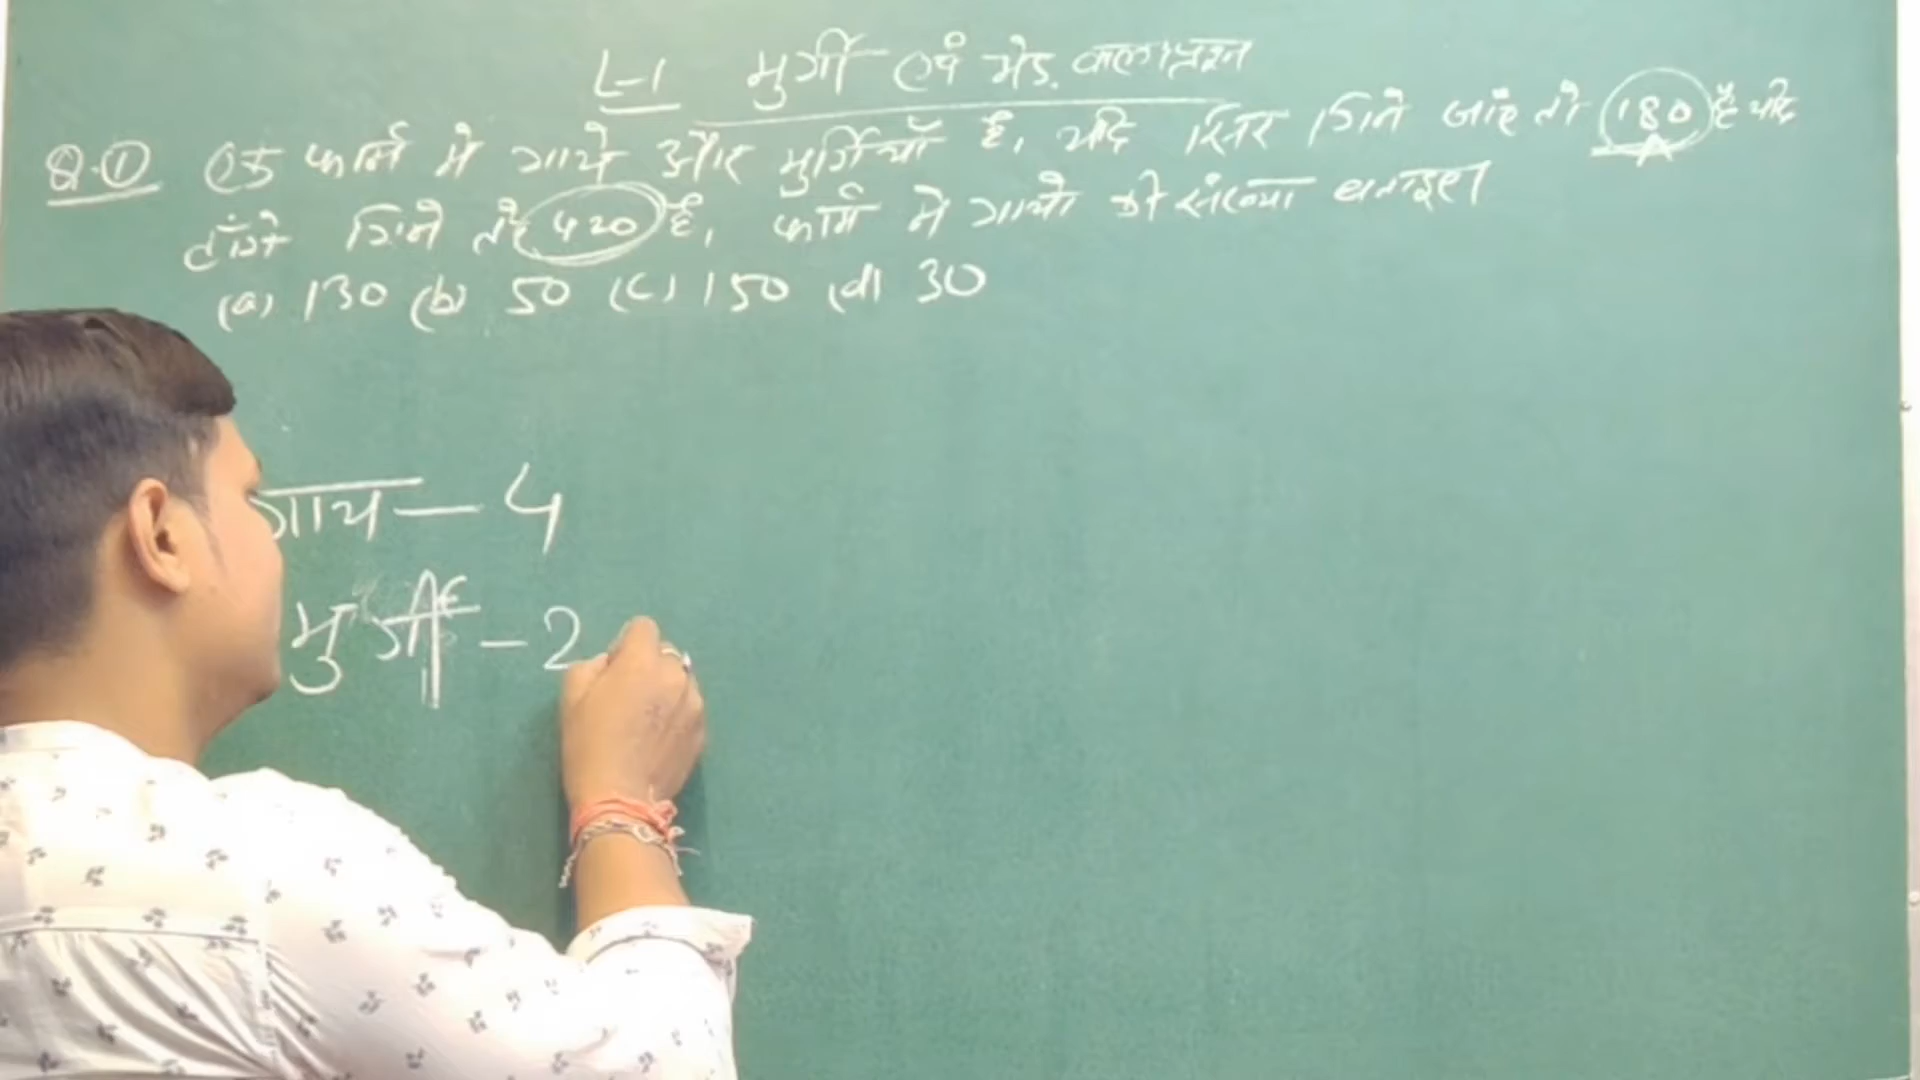 L-1 मुर्गी एवं भेड़ वाला प्रश्न
Q.① एक फार्म मे गाये और मुर्गियाँ है, यदि सिर गिने जाए तो 180 है यदि
टाँगे गिने तो 420 है, फार्म मे गायो की संख्या बताइए
(a) 130 (b) 50 (c) 150 (d) 30
गाय — 4
मुर्गी - 2